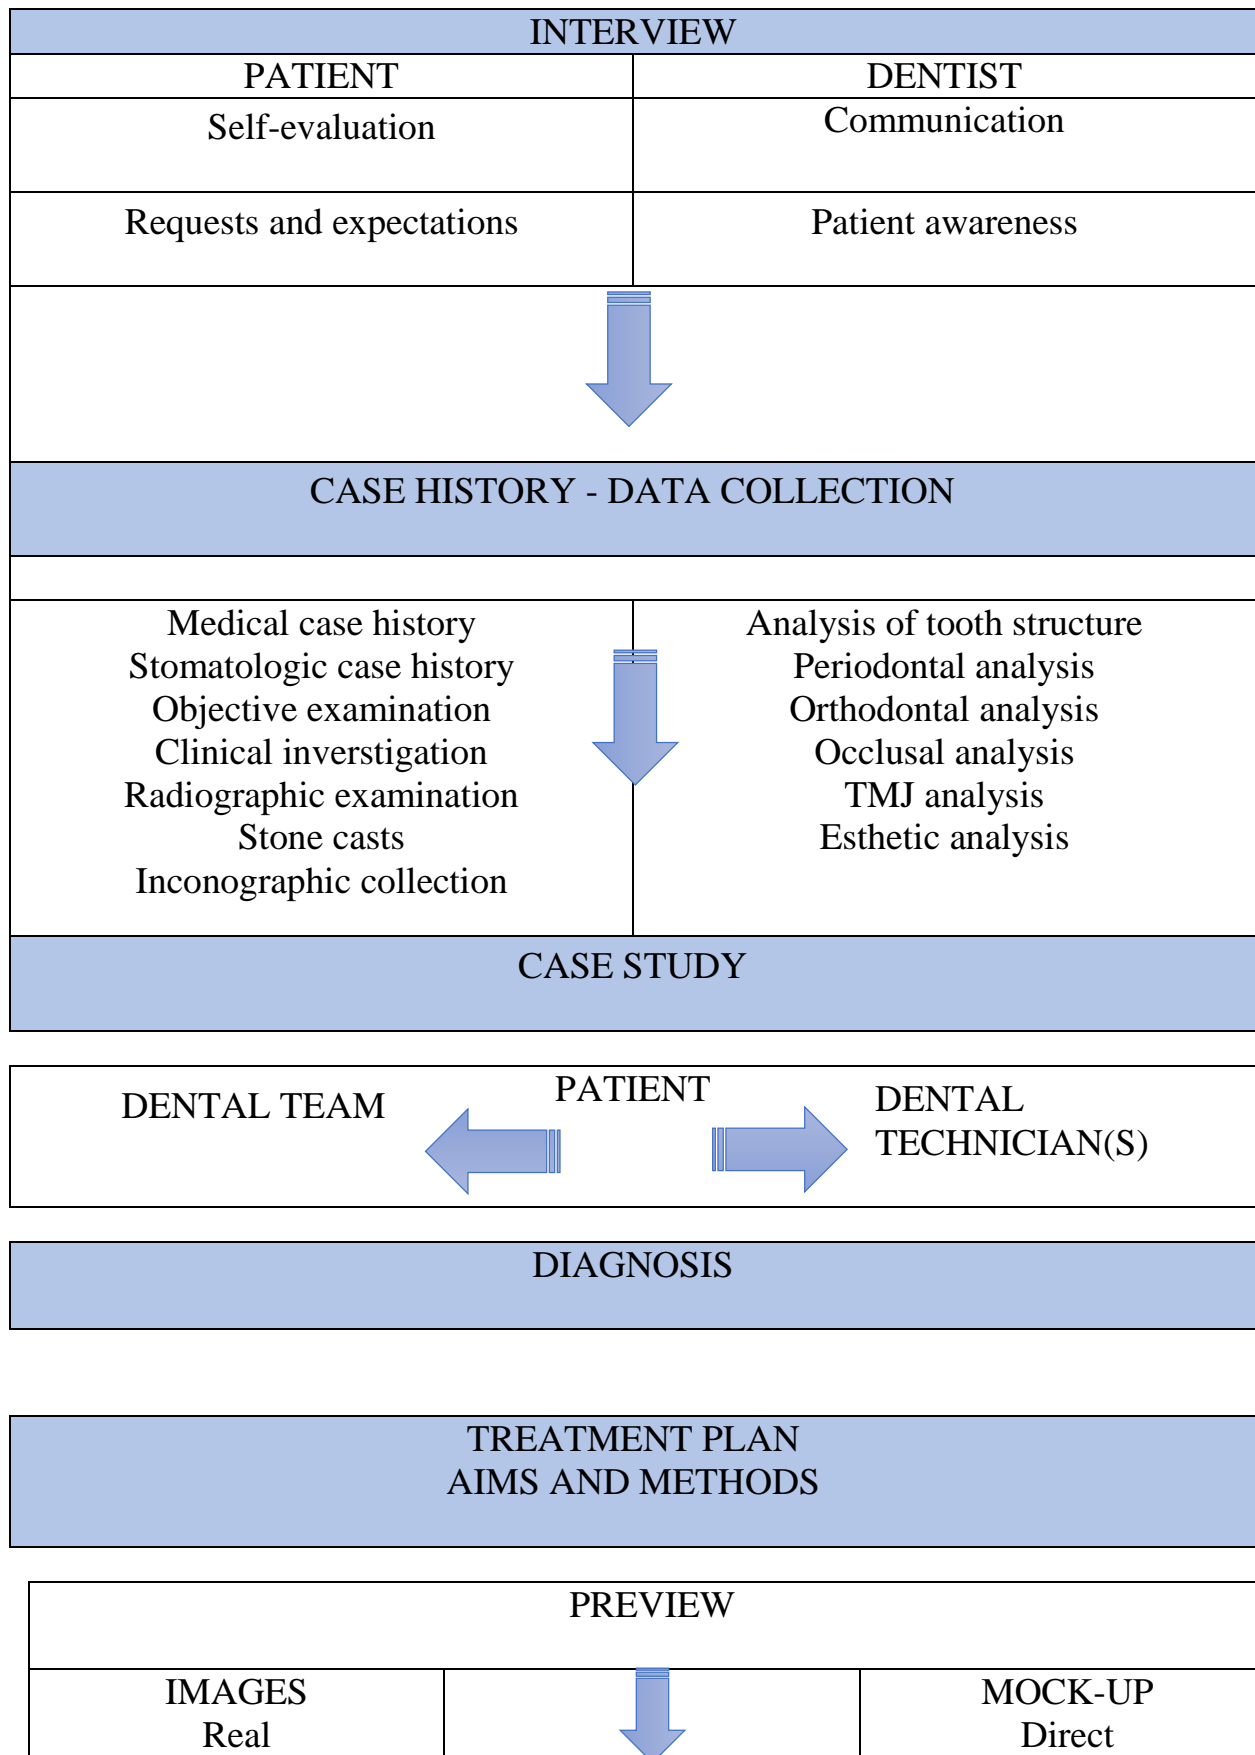 INTERVIEW
PATIENT
DENTIST
Self-evaluation
Communication
Requests and expectations
Patient awareness
CASE HISTORY - DATA COLLECTION
Medical case history
Stomatologic case history
Objective examination
Clinical inverstigation
Radiographic examination
Stone casts
Inconographic collection
Analysis of tooth structure
Periodontal analysis
Orthodontal analysis
Occlusal analysis
TMJ analysis
Esthetic analysis
CASE STUDY
DENTAL TEAM
PATIENT
DENTAL
TECHNICIAN(S)
DIAGNOSIS
TREATMENT PLAN
AIMS AND METHODS
PREVIEW
IMAGES
Real
MOCK-UP
Direct